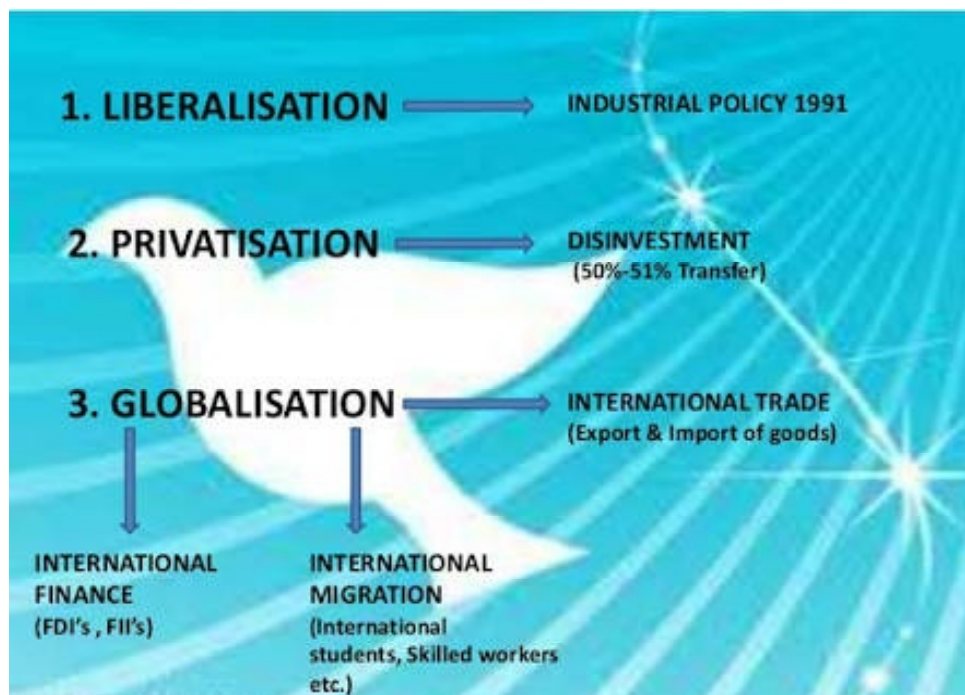 1. LIBERALISATION
INDUSTRIAL POLICY 1991
2. PRIVATISATION
DISINVESTMENT
(50%-51% Transfer)
3. GLOBALISATION
INTERNATIONAL TRADE
(Export & Import of goods)
INTERNATIONAL
FINANCE
(FDI's , FII's)
INTERNATIONAL
MIGRATION
(International
students, Skilled workers
etc.)